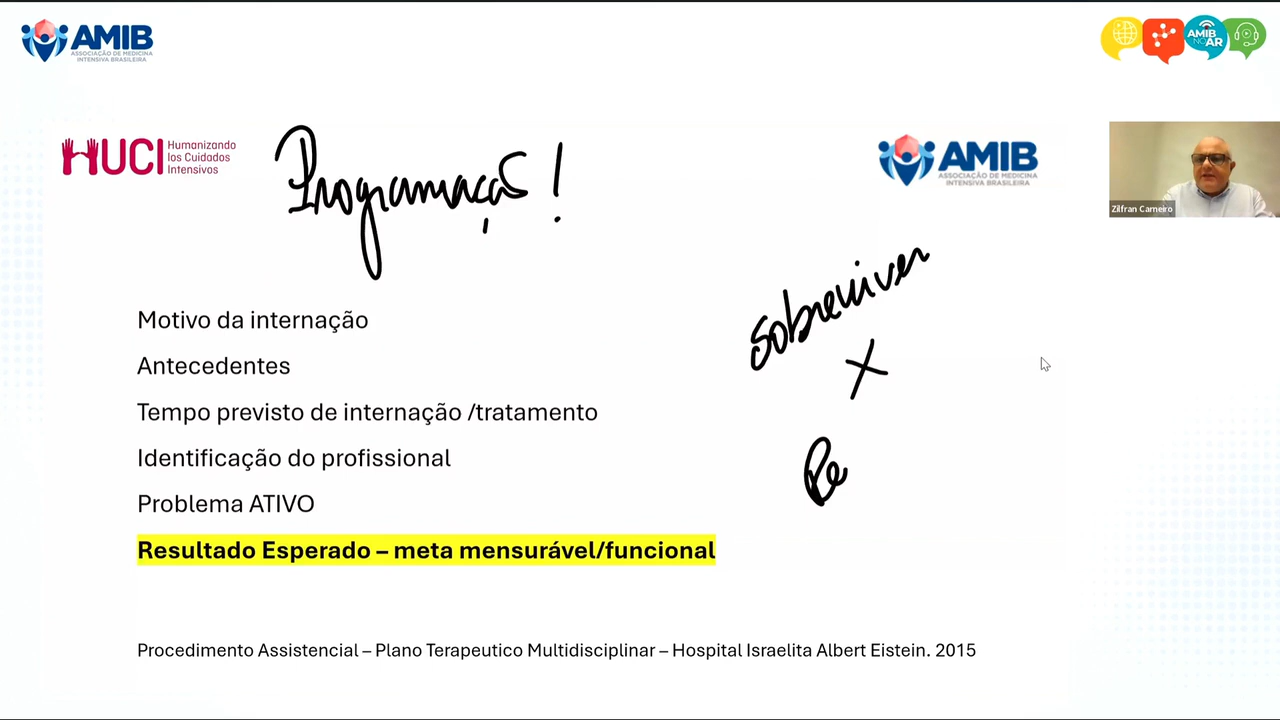 AMIB
ASSOCIAÇÃO DE MEDICINA
INTENSIVA BRASILEIRA
AMIB
NO AR
HUCI
Humanizando
los Cuidados
Intensivos
Programação!
AMIB
ASSOCIAÇÃO DE MEDICINA
INTENSIVA BRASILEIRA
Zilfran Carneiro
sobreviver
X
Re
Motivo da internação
Antecedentes
Tempo previsto de internação /tratamento
Identificação do profissional
Problema ATIVO
Resultado Esperado – meta mensurável/funcional
Procedimento Assistencial – Plano Terapeutico Multidisciplinar – Hospital Israelita Albert Eistein. 2015